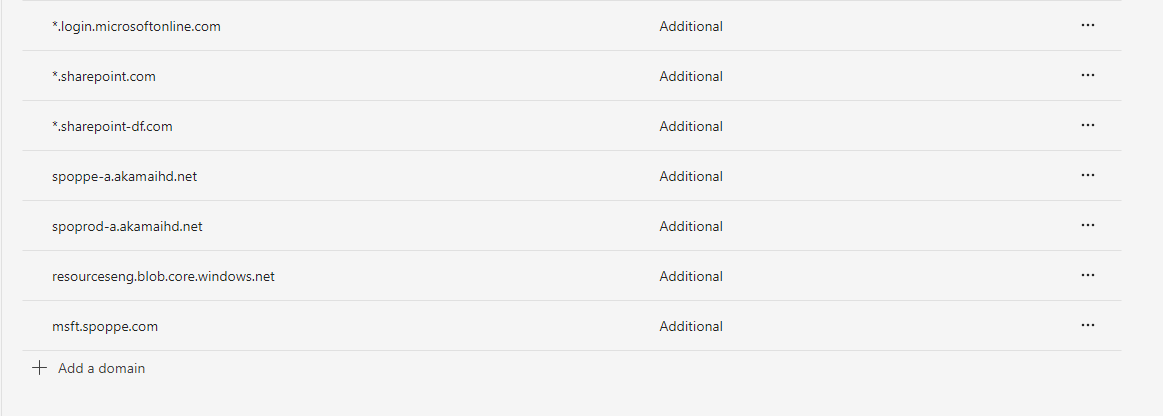 *.login.microsoftonline.com Additional ...
*.sharepoint.com Additional ...
*.sharepoint-df.com Additional ...
spoppe-a.akamaihd.net Additional ...
spoprod-a.akamaihd.net Additional ...
resourceseng.blob.core.windows.net Additional ...
msft.spoppe.com Additional ...
+ Add a domain